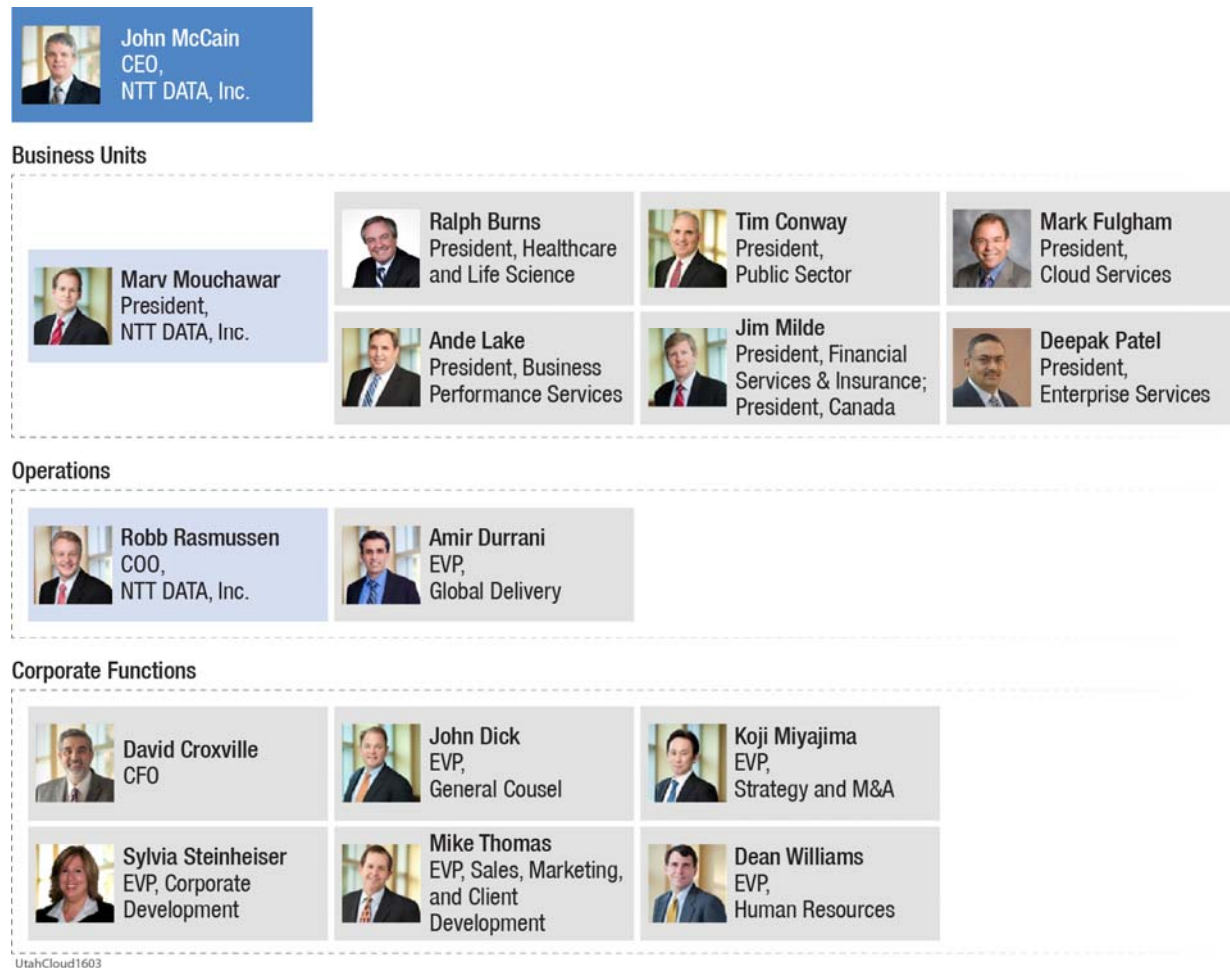 John McCain
CEO,
NTT DATA, Inc.
Business Units
Marv Mouchawar
President,
NTT DATA, Inc.
Ralph Burns
President, Healthcare
and Life Science
Tim Conway
President,
Public Sector
Mark Fulgham
President,
Cloud Services
Ande Lake
President, Business
Performance Services
Jim Milde
President, Financial
Services & Insurance;
President, Canada
Deepak Patel
President,
Enterprise Services
Operations
Robb Rasmussen
COO,
NTT DATA, Inc.
Amir Durrani
EVP,
Global Delivery
Corporate Functions
David Croxville
CFO
John Dick
EVP,
General Cousel
Koji Miyajima
EVP,
Strategy and M&A
Sylvia Steinheiser
EVP, Corporate
Development
Mike Thomas
EVP, Sales, Marketing,
and Client
Development
Dean Williams
EVP,
Human Resources
UtahCloud1603